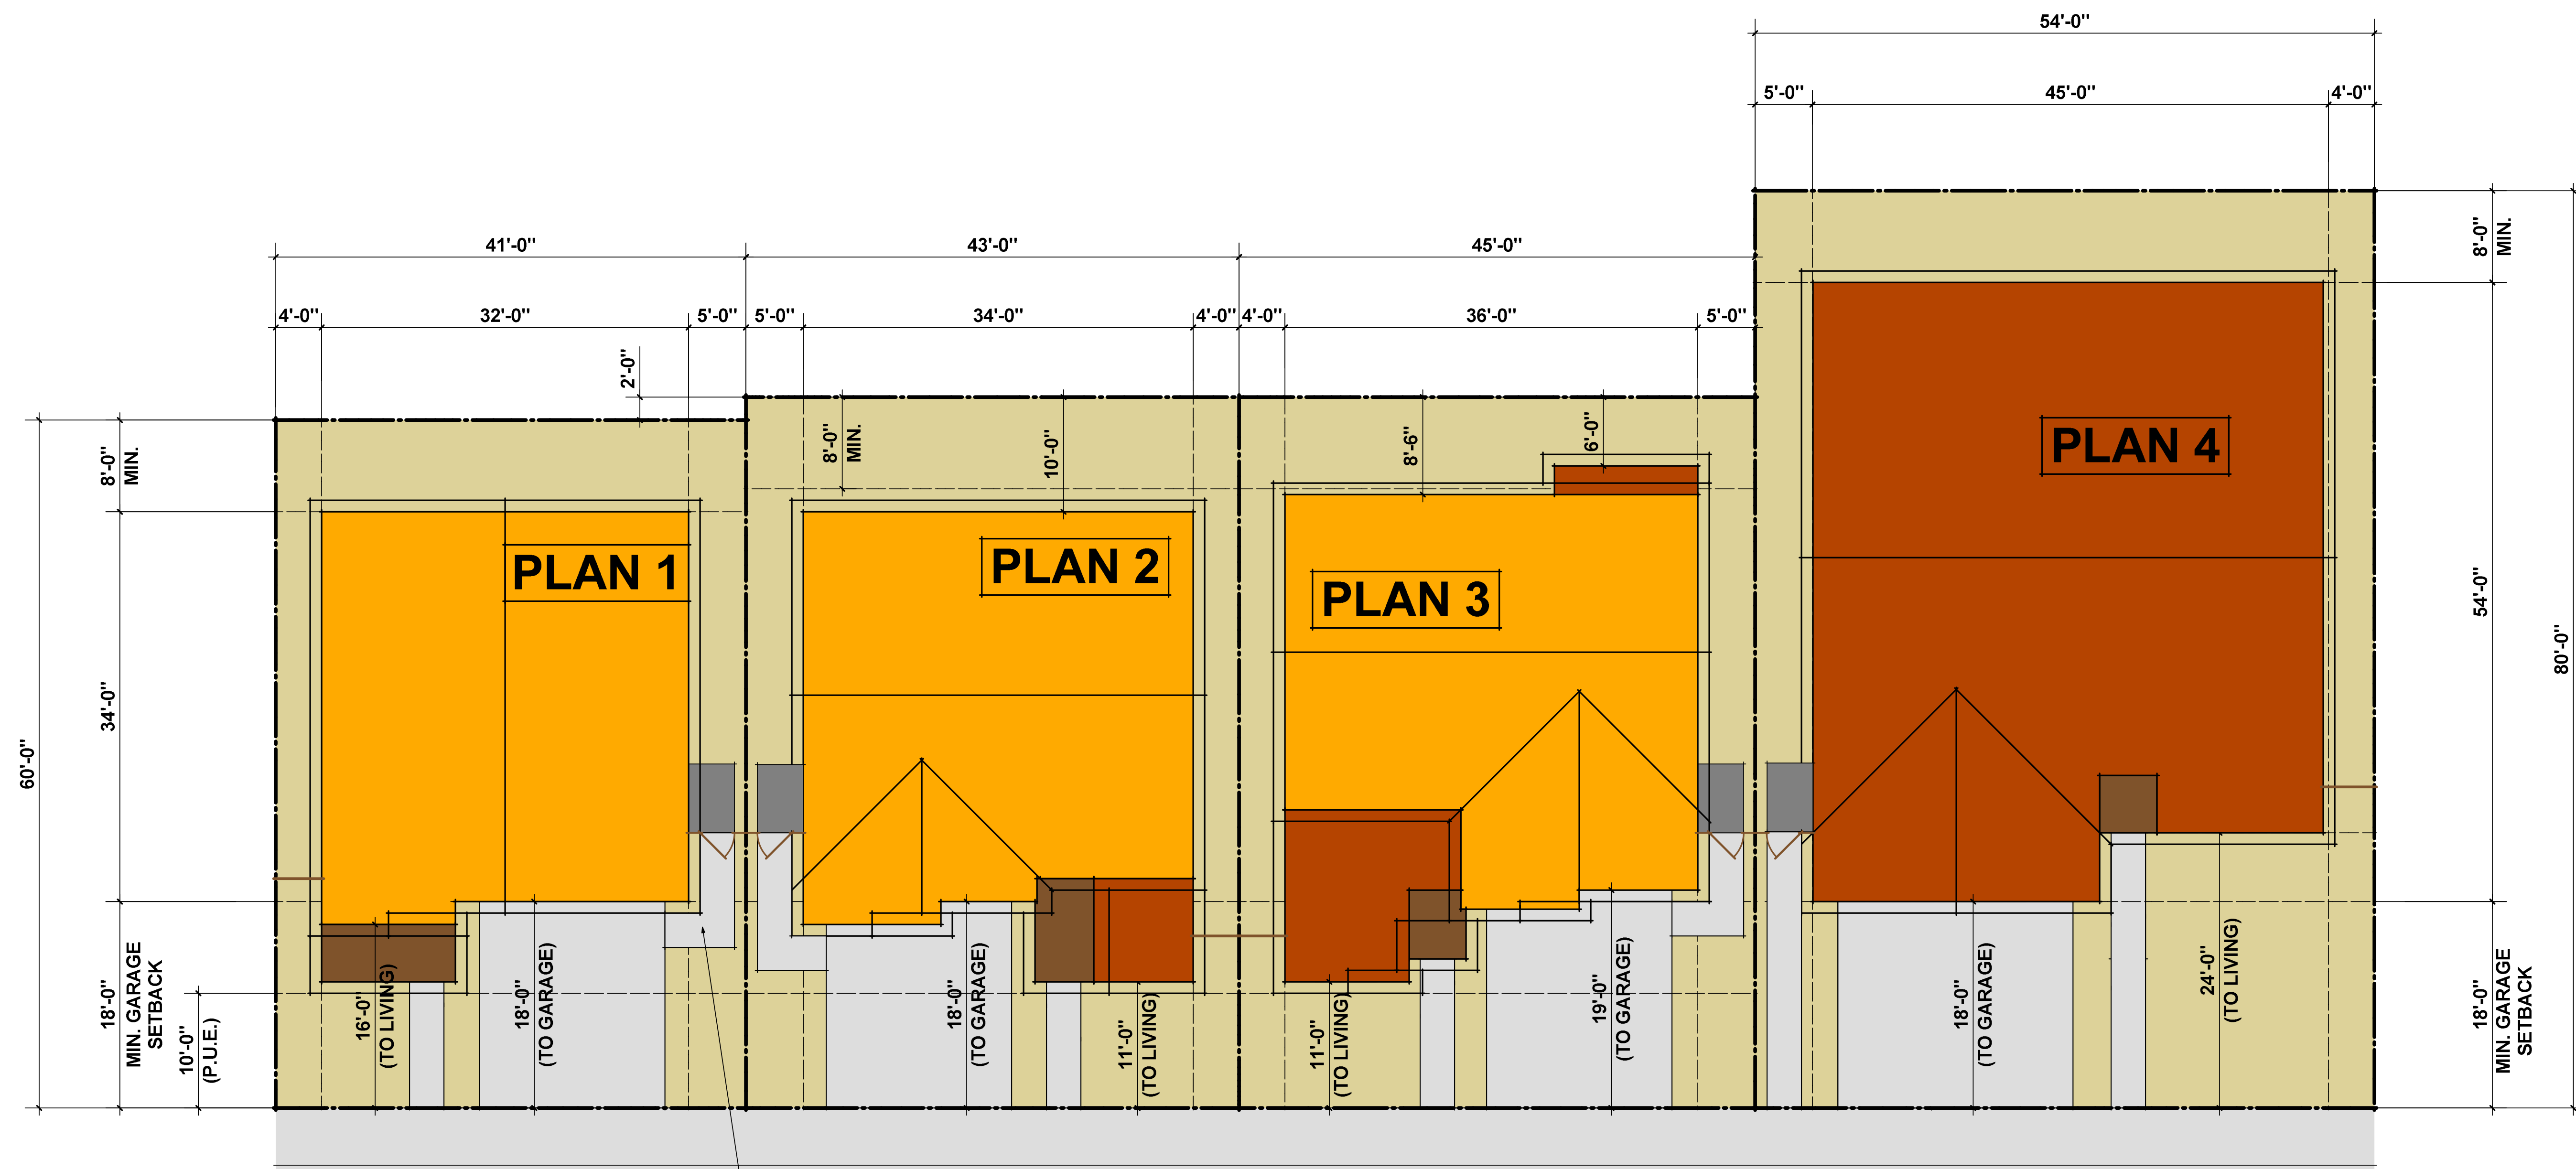 54'-0"
5'-0"
45'-0"
4'-0"
41'-0"
43'-0"
45'-0"
4'-0"
32'-0"
5'-0"
5'-0"
34'-0"
4'-0"
4'-0"
36'-0"
5'-0"
2'-0"
8'-0"
MIN.
8'-0"
MIN.
8'-0"
MIN.
10'-0"
8'-6"
6'-0"
PLAN 1
PLAN 2
PLAN 3
PLAN 4
60'-0"
34'-0"
54'-0"
80'-0"
18'-0"
MIN. GARAGE
SETBACK
10'-0"
(P.U.E.)
16'-0"
(TO LIVING)
18'-0"
(TO GARAGE)
18'-0"
(TO GARAGE)
11'-0"
(TO LIVING)
11'-0"
(TO LIVING)
19'-0"
(TO GARAGE)
18'-0"
(TO GARAGE)
24'-0"
(TO LIVING)
18'-0"
MIN. GARAGE
SETBACK